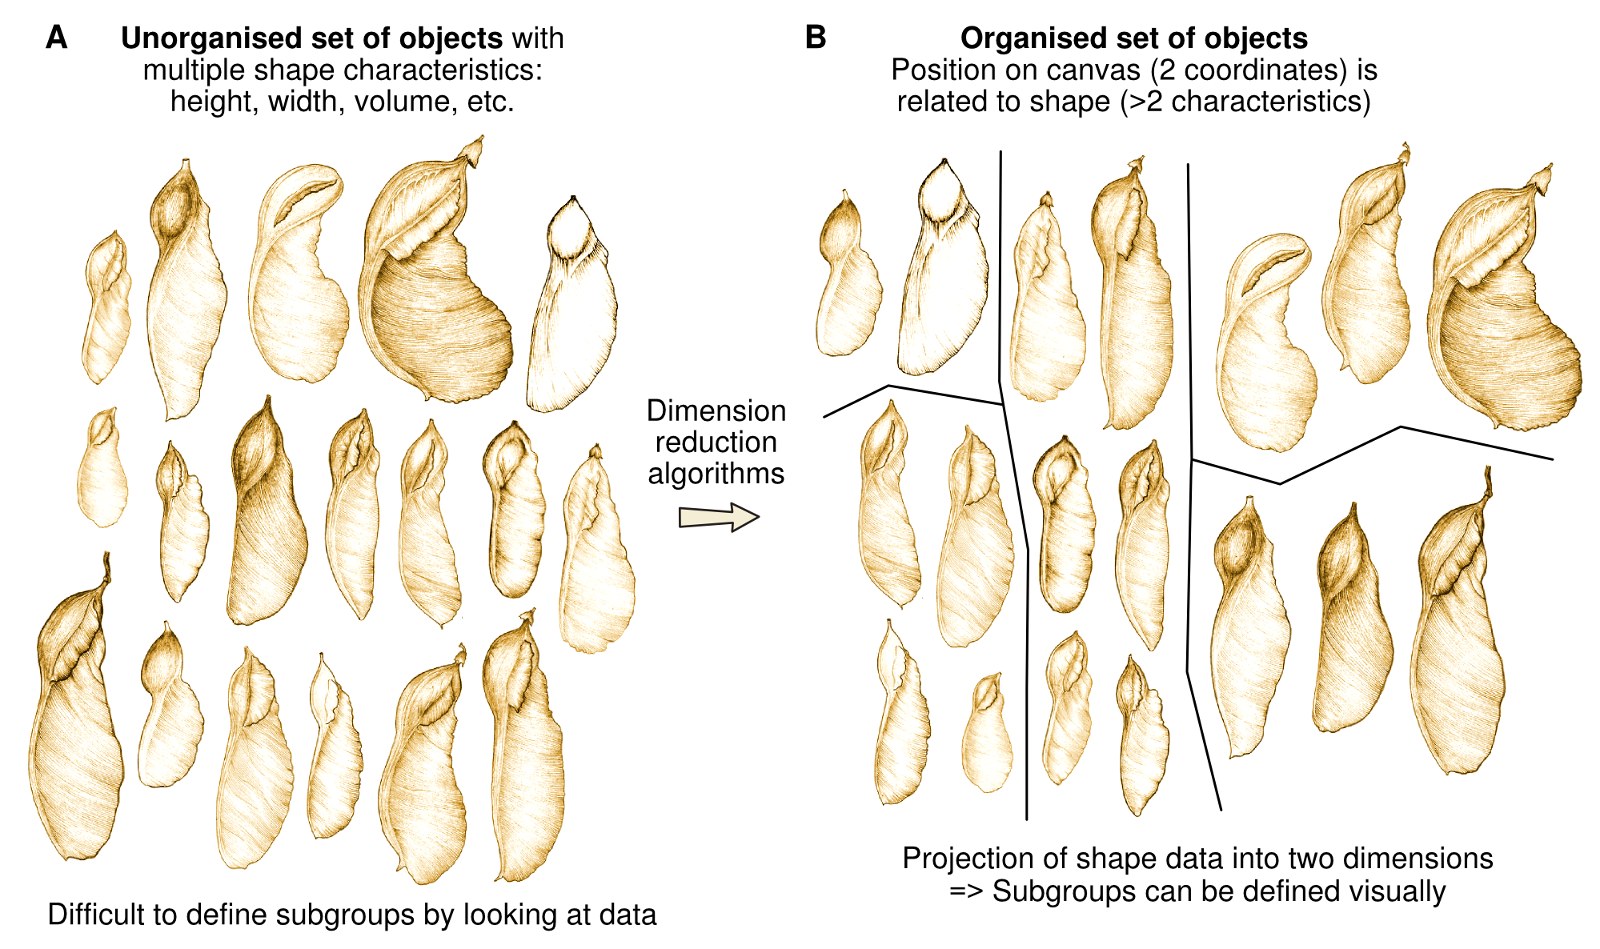 A
Unorganised set of objects with
multiple shape characteristics:
height, width, volume, etc.
Difficult to define subgroups by looking at data
Dimension
reduction
algorithms
B
Organised set of objects
Position on canvas (2 coordinates) is
related to shape (>2 characteristics)
Projection of shape data into two dimensions
=> Subgroups can be defined visually